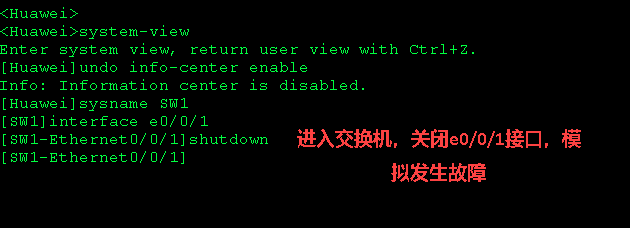 <Huawei>
<Huawei>system-view
Enter system view, return user view with Ctrl+Z.
[Huawei]undo info-center enable
Info: Information center is disabled.
[Huawei]sysname SW1
[SW1]interface e0/0/1
[SW1-Ethernet0/0/1]shutdown
[SW1-Ethernet0/0/1]
进入交换机，关闭e0/0/1接口，模
拟发生故障